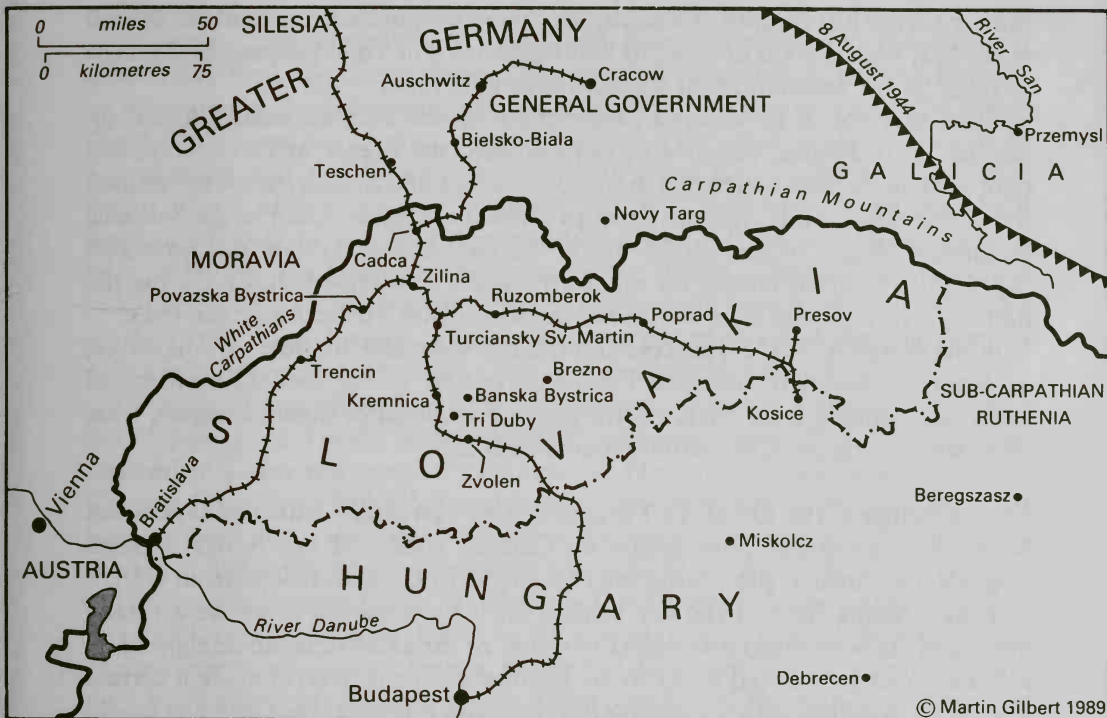 0 miles 50
0 kilometres 75
SILESIA
GERMANY
GREATER
Auschwitz
Cracow
GENERAL GOVERNMENT
Bielsko-Biala
Teschen
8 August 1944
River San
Przemysl
GALICIA
Carpathian Mountains
Novy Targ
MORAVIA
Cadca
Zilina
Povazska Bystrica
White
Carpathians
Ruzomberok
Poprad
Presov
Turciansky Sv. Martin
Trencin
Brezno
Kremnica
Banska Bystrica
Tri Duby
Kosice
SUB-CARPATHIAN
RUTHENIA
SLOVAKIA
Zvolen
Vienna
Bratislava
Beregszasz
Miskolcz
AUSTRIA
HUNGARY
River Danube
Budapest
Debrecen
© Martin Gilbert 1989